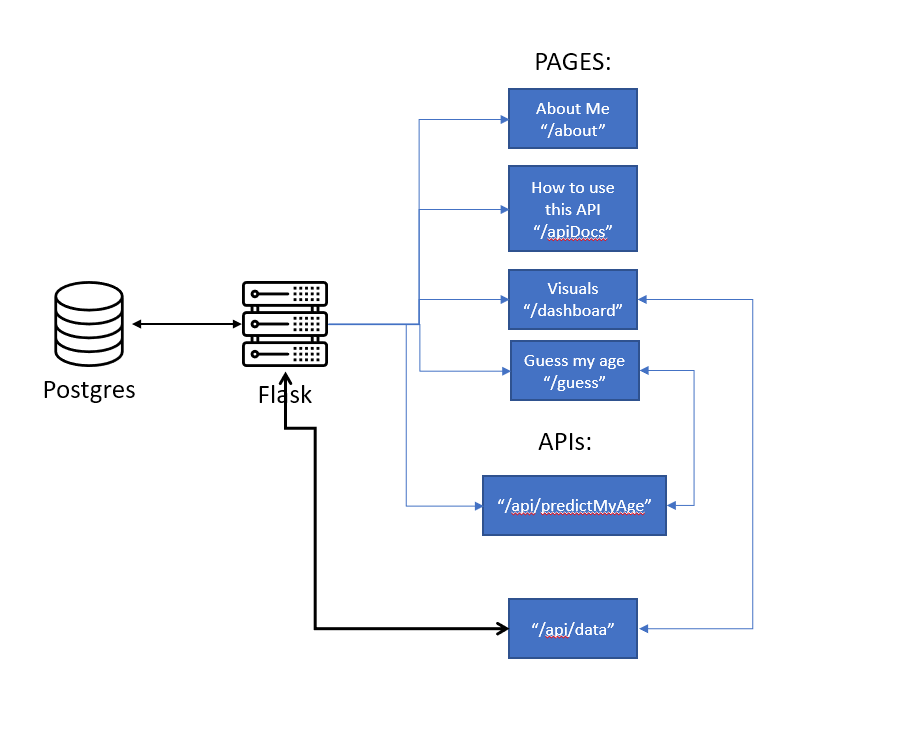 PAGES:
About Me
“/about”
How to use
this API
“/apiDocs”
Visuals
“/dashboard”
Guess my age
“/guess”
Postgres
Flask
APIs:
“/api/predictMyAge”
“/api/data”